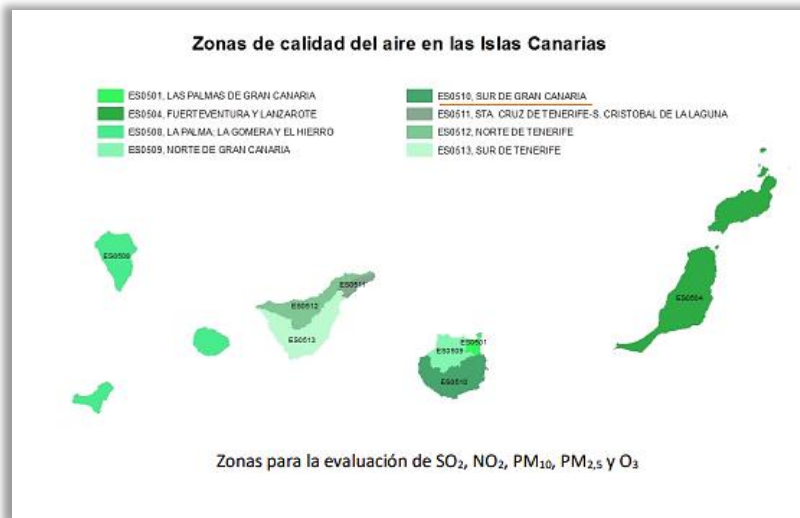 Zonas de calidad del aire en las Islas Canarias
ES0501, LAS PALMAS DE GRAN CANARIA
ES0504, FUERTEVENTURA Y LANZAROTE
ES0508, LA PALMA, LA GOMERA Y EL HIERRO
ES0509, NORTE DE GRAN CANARIA
ES0510, SUR DE GRAN CANARIA
ES0511, STA. CRUZ DE TENERIFE-S. CRISTOBAL DE LA LAGUNA
ES0512, NORTE DE TENERIFE
ES0513, SUR DE TENERIFE
ES0508
ES0511
ES0512
ES0513
ES0504
ES0501
ES0509
ES0510
Zonas para la evaluación de SO₂, NO₂, PM₁₀, PM₂,₅ y O₃